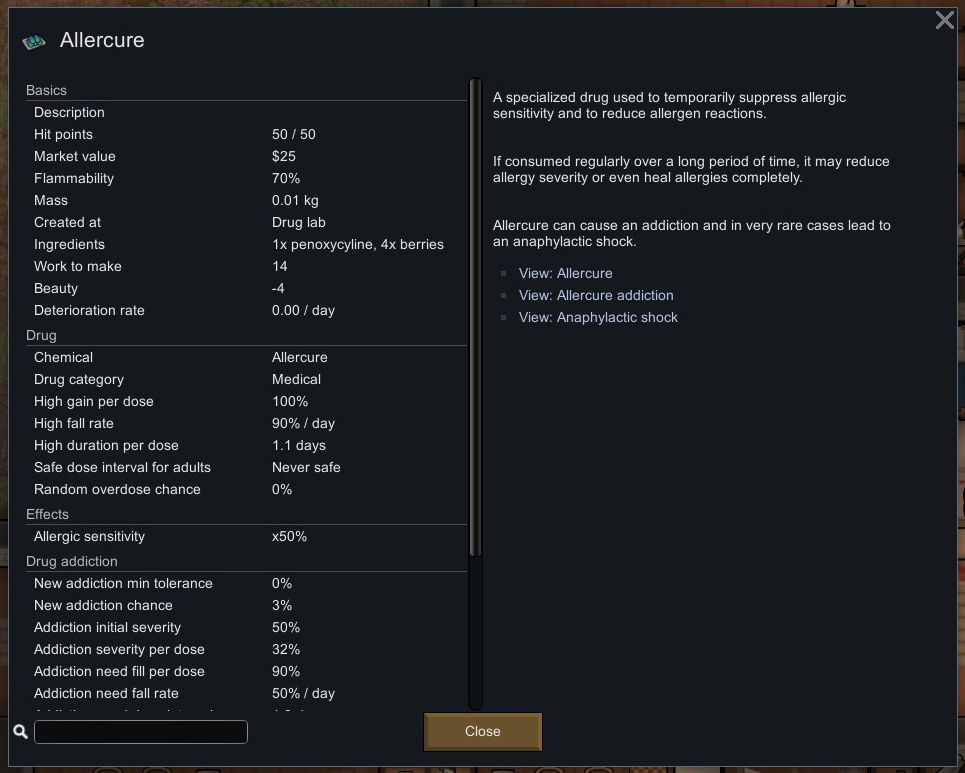 Allercure
Basics
Description
Hit points 50 / 50
Market value $25
Flammability 70%
Mass 0.01 kg
Created at Drug lab
Ingredients 1x penoxycyline, 4x berries
Work to make 14
Beauty -4
Deterioration rate 0.00 / day
Drug
Chemical Allercure
Drug category Medical
High gain per dose 100%
High fall rate 90% / day
High duration per dose 1.1 days
Safe dose interval for adults Never safe
Random overdose chance 0%
Effects
Allergic sensitivity x50%
Drug addiction
New addiction min tolerance 0%
New addiction chance 3%
Addiction initial severity 50%
Addiction severity per dose 32%
Addiction need fill per dose 90%
Addiction need fall rate 50% / day
A specialized drug used to temporarily suppress allergic
sensitivity and to reduce allergen reactions.
If consumed regularly over a long period of time, it may reduce
allergy severity or even heal allergies completely.
Allercure can cause an addiction and in very rare cases lead to
an anaphylactic shock.
View: Allercure
View: Allercure addiction
View: Anaphylactic shock
Close